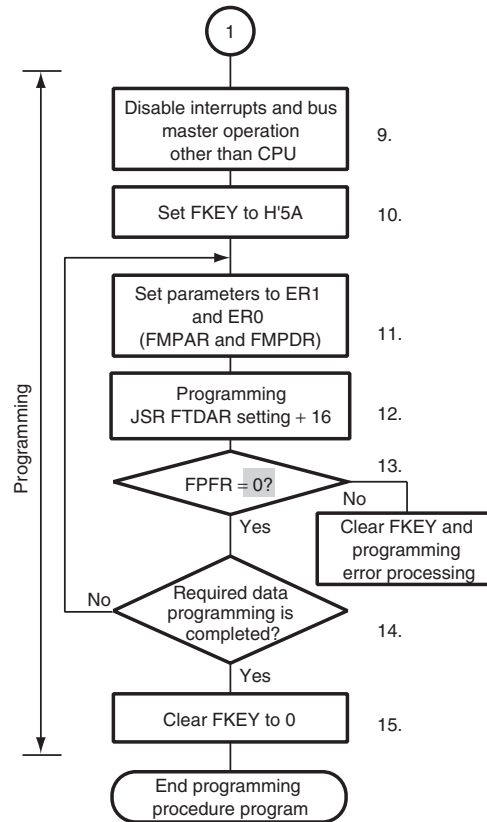 1
Disable interrupts and bus
master operation
other than CPU
9.
Set FKEY to H'5A
10.
Set parameters to ER1
and ER0
(FMPAR and FMPDR)
11.
Programming
JSR FTDAR setting + 16
12.
Programming
13.
FPFR = 0?
No
Yes
Clear FKEY and
programming
error processing
No
Required data
programming is
completed?
14.
Yes
Clear FKEY to 0
15.
End programming
procedure program